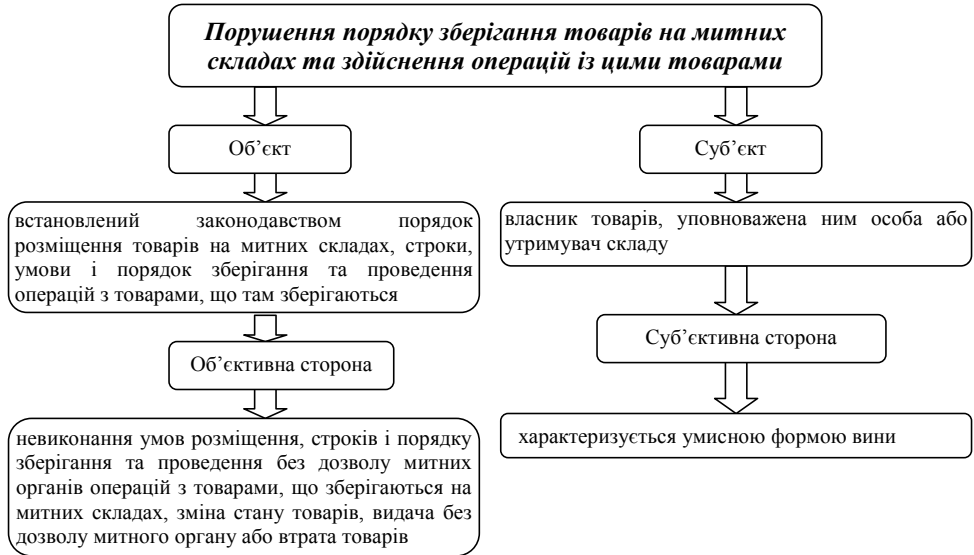 Порушення порядку зберігання товарів на митних
складах та здійснення операцій із цими товарами
Об’єкт
встановлений законодавством порядок
розміщення товарів на митних складах, строки,
умови і порядок зберігання та проведення
операцій з товарами, що там зберігаються
Об’єктивна сторона
невиконання умов розміщення, строків і порядку
зберігання та проведення без дозволу митних
органів операцій з товарами, що зберігаються на
митних складах, зміна стану товарів, видача без
дозволу митного органу або втрата товарів
Суб’єкт
власник товарів, уповноважена ним особа або
утримувач складу
Суб’єктивна сторона
характеризується умисною формою вини